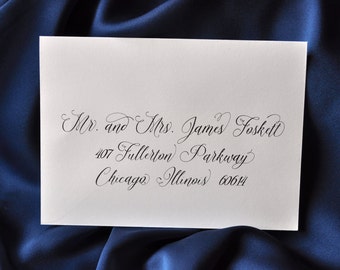 Mr. and Mrs. James Foskett
407 Fullerton Parkway
Chicago Illinois 60614